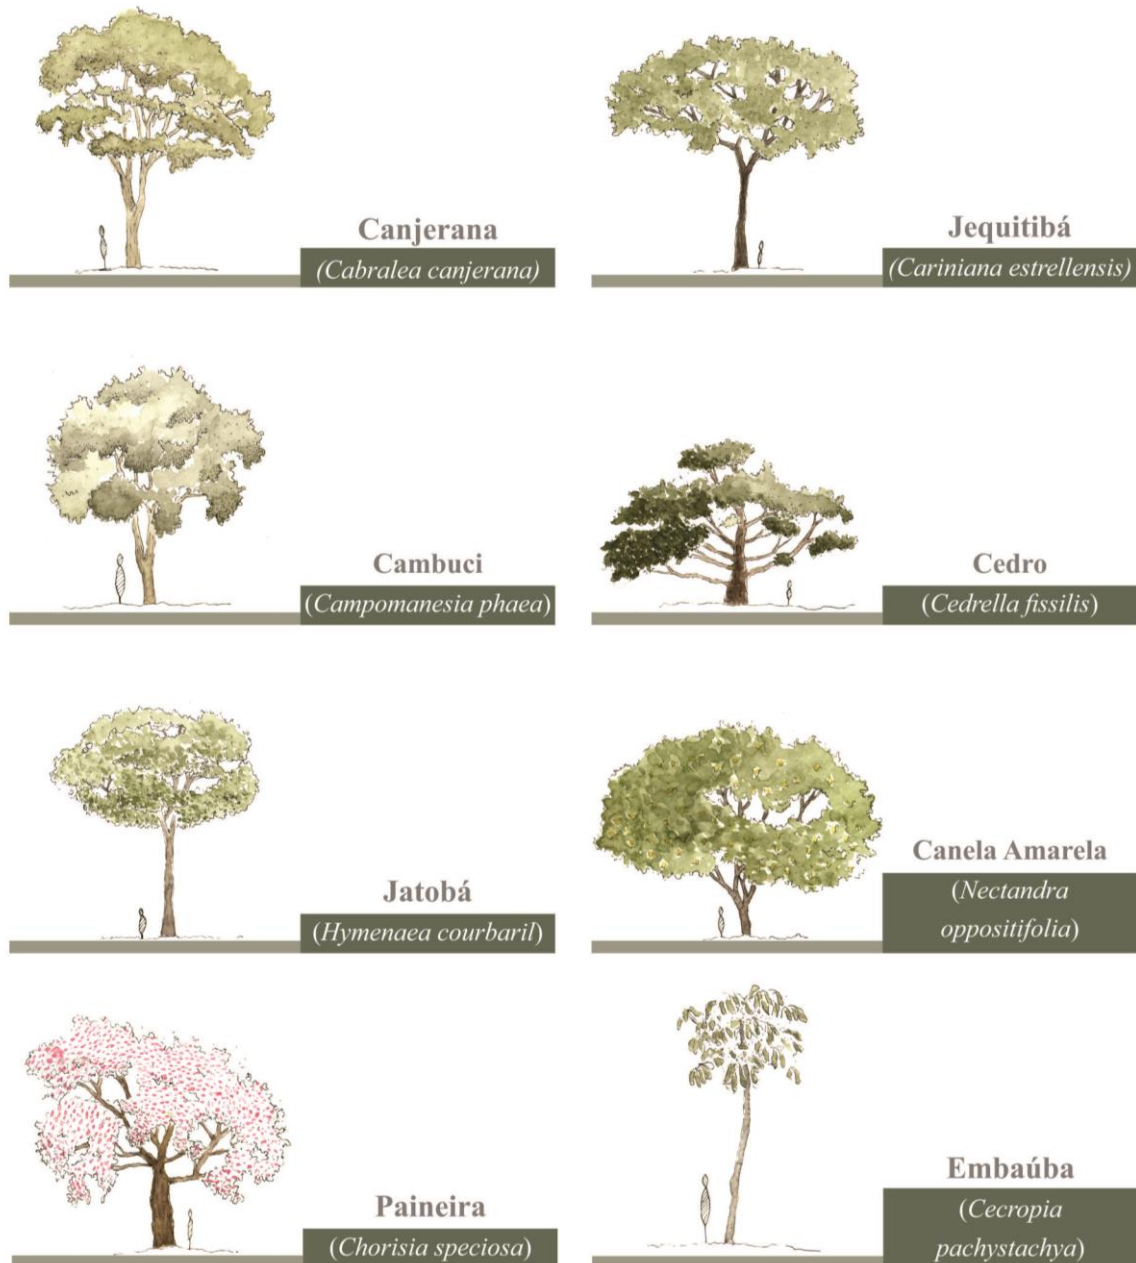 Canjerana
(Cabralea canjerana)
Jequitibá
(Cariniana estrellensis)
Cambuci
(Campomanesia phaea)
Cedro
(Cedrella fissilis)
Jatobá
(Hymenaea courbaril)
Canela Amarela
(Nectandra
oppositifolia)
Paineira
(Chorisia speciosa)
Embaúba
(Cecropia
pachystachya)